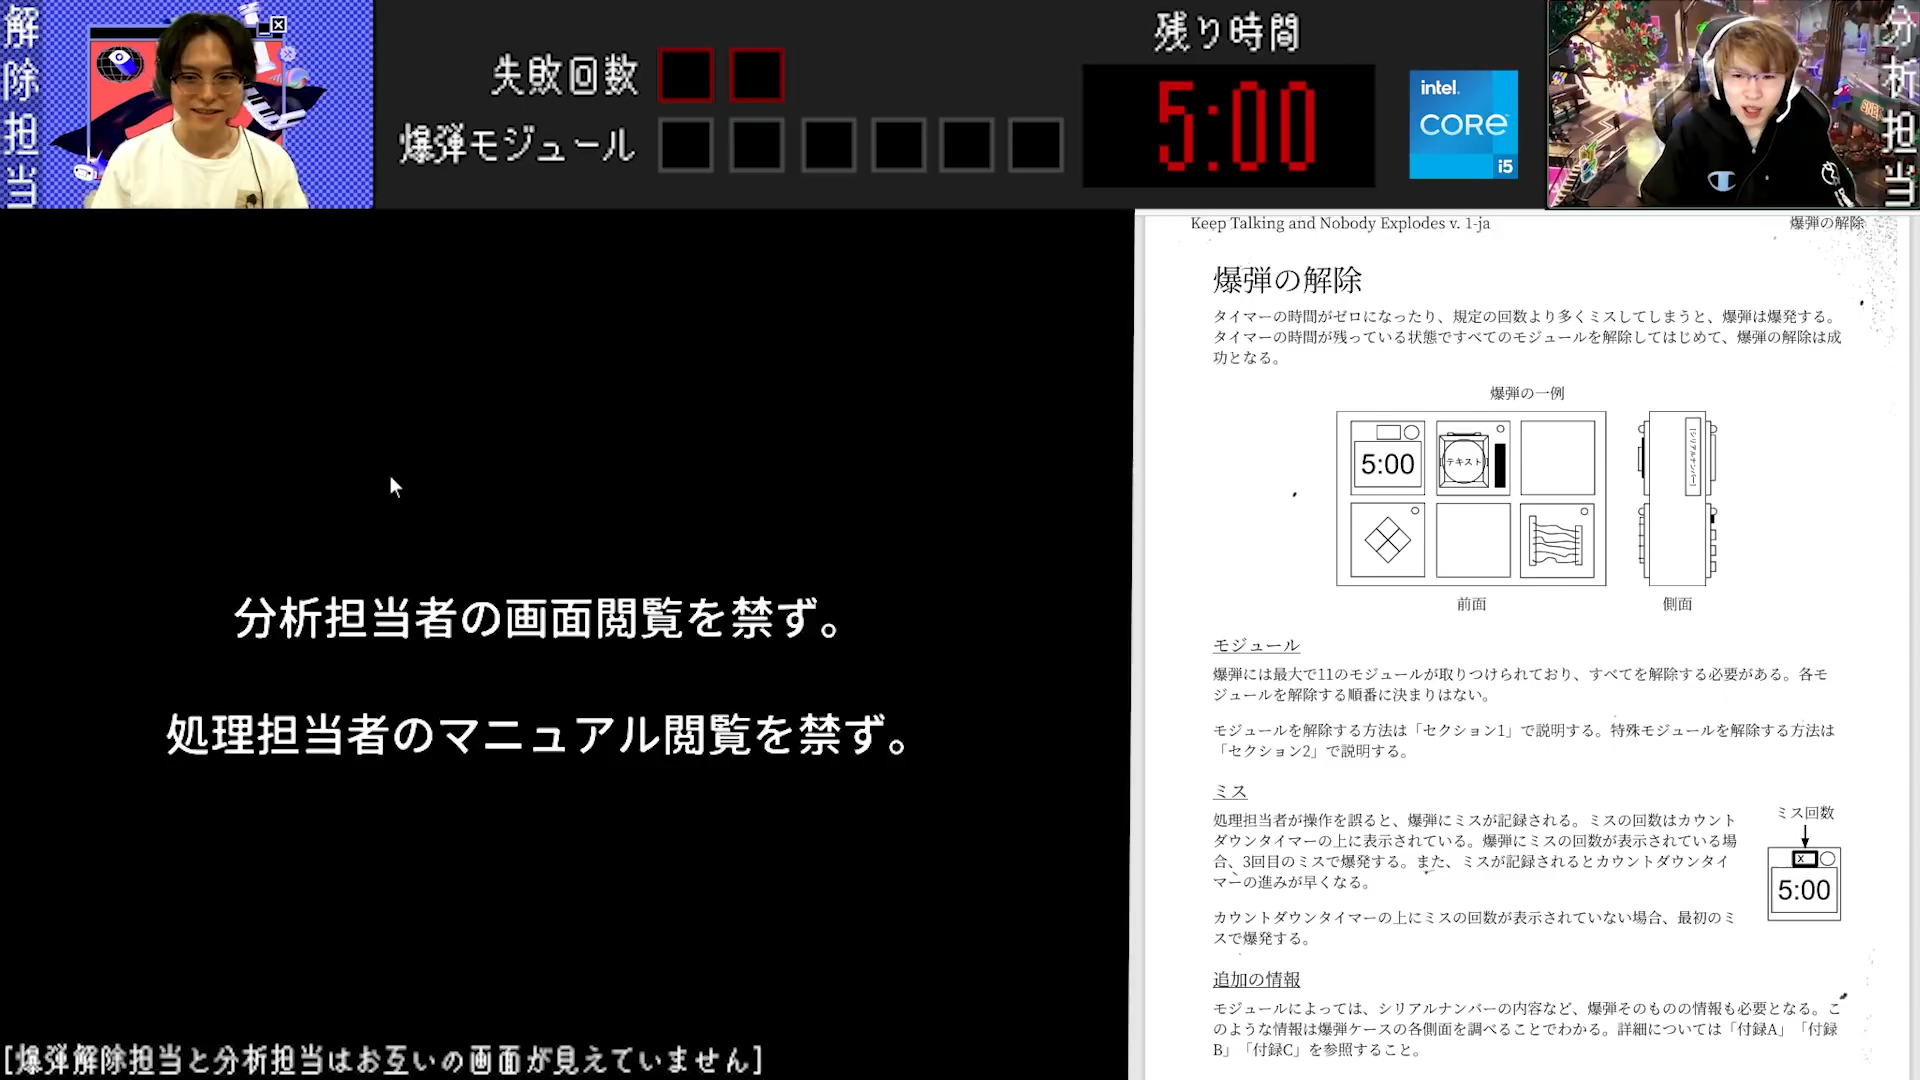 解除担当
失敗回数
爆弾モジュール
残り時間
5:00
intel.
CORE
i5
分析担当
分析担当者の画面閲覧を禁ず。
処理担当者のマニュアル閲覧を禁ず。
[爆弾解除担当と分析担当はお互いの画面が見えていません]
Keep Talking and Nobody Explodes v. 1-ja
爆弾の解除
爆弾の解除
タイマーの時間がゼロになったり、規定の回数より多くミスしてしまうと、爆弾は爆発する。
タイマーの時間が残っている状態ですべてのモジュールを解除してはじめて、爆弾の解除は成
功となる。
爆弾の一例
5:00
テキスト
[シリアルナンバー]
前面
側面
モジュール
爆弾には最大で11のモジュールが取りつけられており、すべてを解除する必要がある。各モ
ジュールを解除する順番に決まりはない。
モジュールを解除する方法は「セクション1」で説明する。特殊モジュールを解除する方法は
「セクション2」で説明する。
ミス
処理担当者が操作を誤ると、爆弾にミスが記録される。ミスの回数はカウント
ダウンタイマーの上に表示されている。爆弾にミスの回数が表示されている場
合、3回目のミスで爆発する。また、ミスが記録されるとカウントダウンタイ
マーの進みが早くなる。
カウントダウンタイマーの上にミスの回数が表示されていない場合、最初のミ
スで爆発する。
ミス回数
X
5:00
追加の情報
モジュールによっては、シリアルナンバーの内容など、爆弾そのものの情報も必要となる。こ
のような情報は爆弾ケースの各側面を調べることでわかる。詳細については「付録A」「付録
B」「付録C」を参照すること。